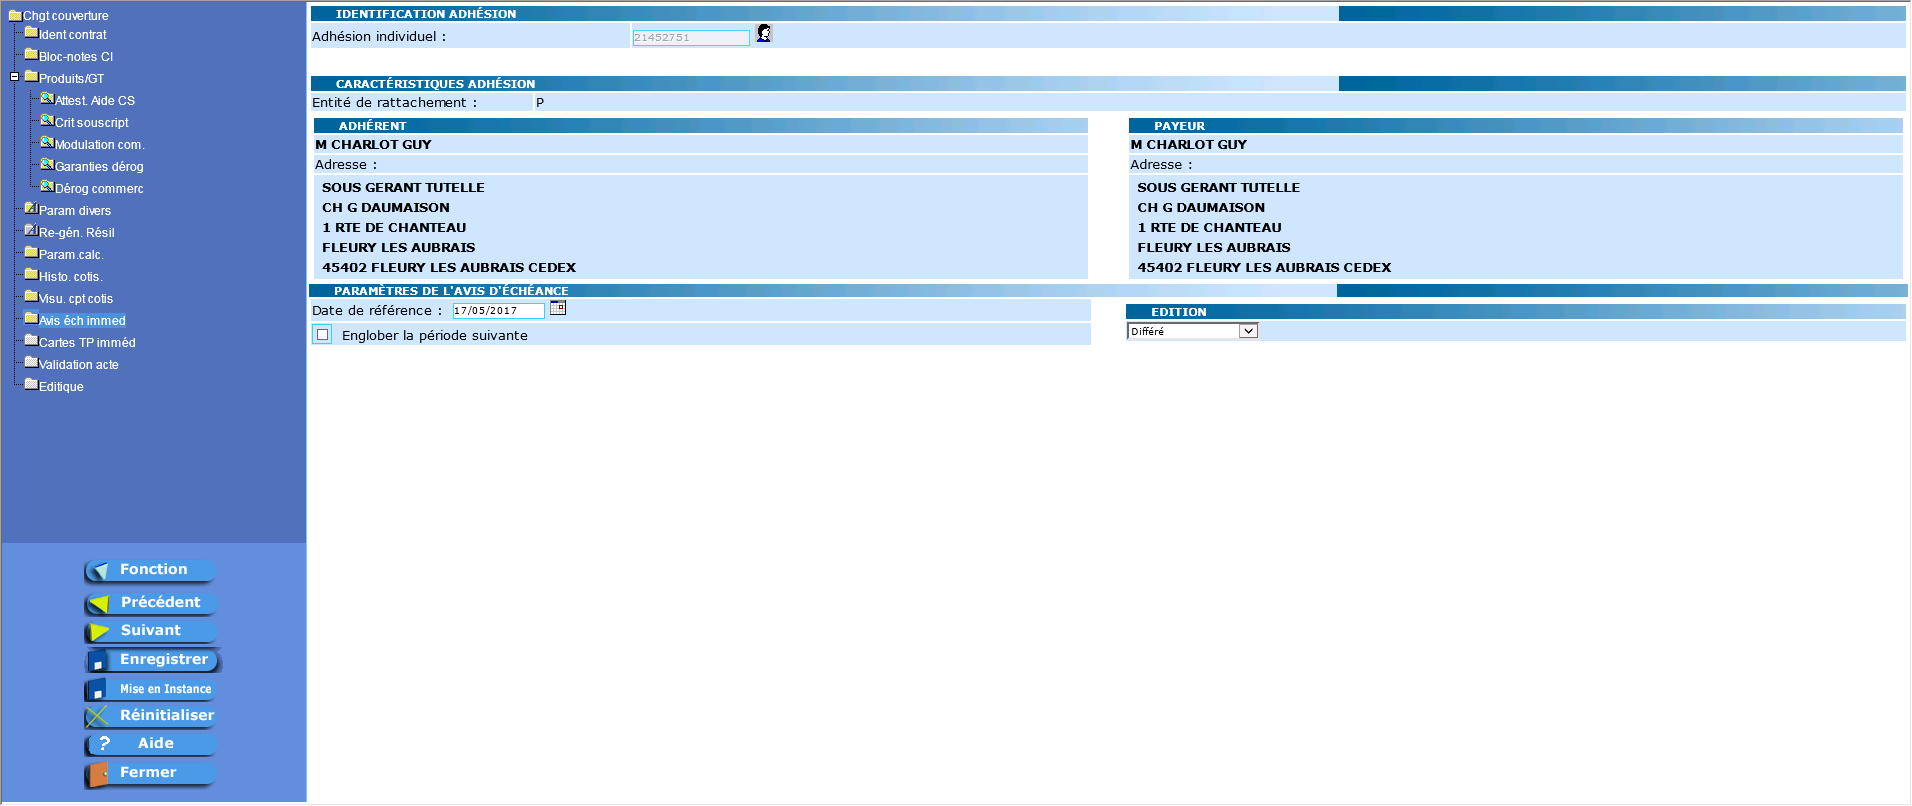 Chgt couverture
Ident contrat
Bloc-notes CI
Produits/GT
Attest. Aide CS
Crit souscript
Modulation com.
Garanties dérog
Dérog commerc
Param divers
Re-gén. Résil
Param.calc.
Histo. cotis.
Visu. cpt cotis
Avis éch immed
Cartes TP imméd
Validation acte
Editique
Fonction
Précédent
Suivant
Enregistrer
Mise en Instance
Réinitialiser
? Aide
Fermer
IDENTIFICATION ADHÉSION
Adhésion individuel : 21452751
CARACTÉRISTIQUES ADHÉSION
Entité de rattachement : P
ADHÉRENT
M CHARLOT GUY
Adresse :
SOUS GERANT TUTELLE
CH G DAUMAISON
1 RTE DE CHANTEAU
FLEURY LES AUBRAIS
45402 FLEURY LES AUBRAIS CEDEX
PAYEUR
M CHARLOT GUY
Adresse :
SOUS GERANT TUTELLE
CH G DAUMAISON
1 RTE DE CHANTEAU
FLEURY LES AUBRAIS
45402 FLEURY LES AUBRAIS CEDEX
PARAMÈTRES DE L'AVIS D'ÉCHÉANCE
Date de référence : 17/05/2017
Englober la période suivante
EDITION
Différé